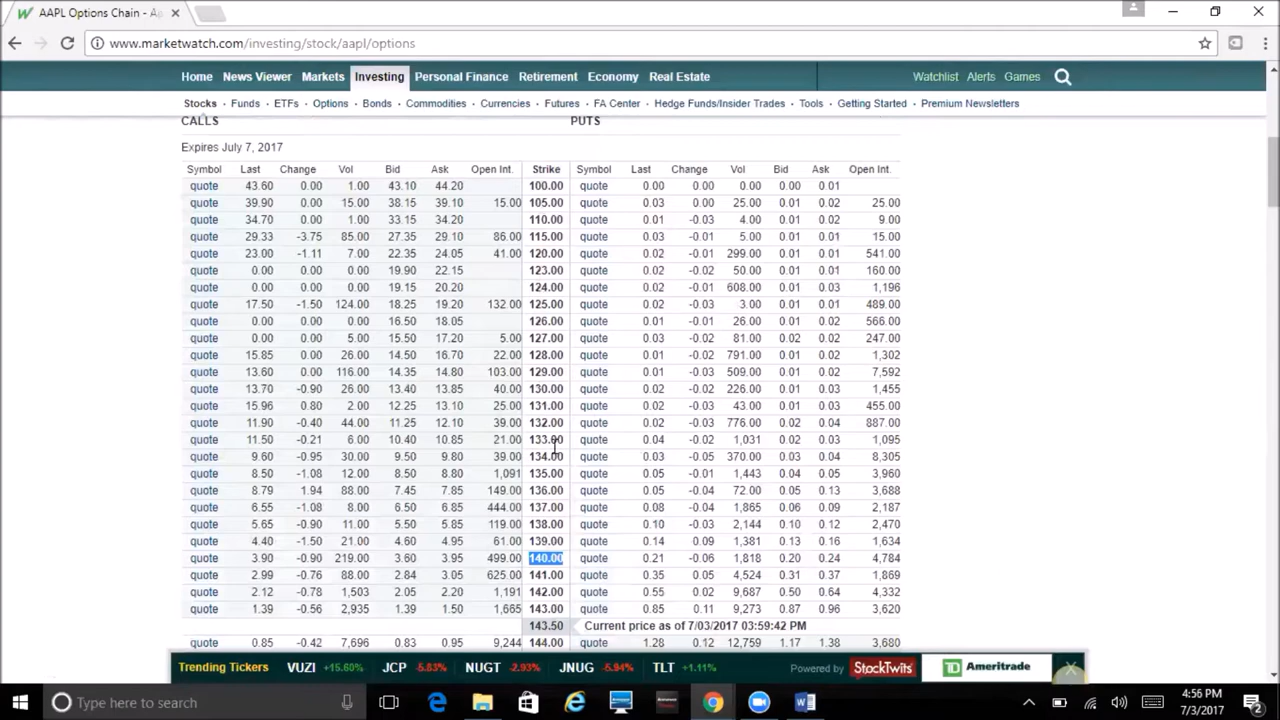 AAPL Options Chain - Aa
www.marketwatch.com/investing/stock/aapl/options
Home News Viewer Markets Investing Personal Finance Retirement Economy Real Estate Watchlist Alerts Games
Stocks · Funds · ETFs · Options · Bonds · Commodities · Currencies · Futures · FA Center · Hedge Funds/Insider Trades · Tools · Getting Started · Premium Newsletters
CALLS PUTS
Expires July 7, 2017
Symbol Last Change Vol Bid Ask Open Int. Strike Symbol Last Change Vol Bid Ask Open Int.
quote 43.60 0.00 1.00 43.10 44.20 100.00 quote 0.00 0.00 0.00 0.00 0.01
quote 39.90 0.00 15.00 38.15 39.10 15.00 105.00 quote 0.03 0.00 25.00 0.01 0.02 25.00
quote 34.70 0.00 1.00 33.15 34.20 110.00 quote 0.01 -0.03 4.00 0.01 0.02 9.00
quote 29.33 -3.75 85.00 27.35 29.10 86.00 115.00 quote 0.03 -0.01 5.00 0.01 0.01 15.00
quote 23.00 -1.11 7.00 22.35 24.05 41.00 120.00 quote 0.02 -0.01 299.00 0.01 0.02 541.00
quote 0.00 0.00 0.00 19.90 22.15 123.00 quote 0.02 -0.02 50.00 0.01 0.02 160.00
quote 0.00 0.00 0.00 19.15 20.20 124.00 quote 0.02 -0.01 608.00 0.01 0.03 1,196
quote 17.50 -1.50 124.00 18.25 19.20 132.00 125.00 quote 0.02 -0.03 3.00 0.01 0.01 489.00
quote 0.00 0.00 0.00 16.50 18.05 126.00 quote 0.01 -0.01 26.00 0.01 0.02 566.00
quote 0.00 0.00 5.00 15.50 17.20 5.00 127.00 quote 0.03 -0.02 81.00 0.02 0.02 247.00
quote 15.85 0.00 26.00 14.50 16.70 22.00 128.00 quote 0.01 -0.02 791.00 0.01 0.02 1,302
quote 13.60 0.00 116.00 14.35 14.80 103.00 129.00 quote 0.01 -0.03 509.00 0.01 0.02 7,592
quote 13.70 -0.90 26.00 13.40 13.85 40.00 130.00 quote 0.02 -0.02 226.00 0.01 0.03 1,455
quote 15.96 0.80 2.00 12.25 13.10 25.00 131.00 quote 0.02 -0.03 43.00 0.01 0.03 455.00
quote 11.90 -0.40 44.00 11.25 12.10 39.00 132.00 quote 0.02 -0.03 776.00 0.02 0.03 887.00
quote 11.50 -0.21 6.00 10.40 10.85 21.00 133.00 quote 0.04 -0.02 1,031 0.02 0.03 1,095
quote 9.60 -0.95 30.00 9.50 9.80 39.00 134.00 quote 0.03 -0.05 370.00 0.03 0.04 8,305
quote 8.50 -1.08 12.00 8.50 8.80 1,091 135.00 quote 0.05 -0.01 1,443 0.04 0.05 3,960
quote 8.79 1.94 88.00 7.45 7.85 149.00 136.00 quote 0.05 -0.04 72.00 0.05 0.13 3,688
quote 6.55 -1.08 8.00 6.50 6.85 444.00 137.00 quote 0.08 -0.04 1,865 0.06 0.09 2,187
quote 5.65 -0.90 11.00 5.50 5.85 119.00 138.00 quote 0.10 -0.03 2,144 0.10 0.12 2,470
quote 4.40 -1.50 21.00 4.60 4.95 61.00 139.00 quote 0.14 0.09 1,381 0.13 0.16 1,634
quote 3.90 -0.90 219.00 3.60 3.95 499.00 140.00 quote 0.21 -0.06 1,818 0.20 0.24 4,784
quote 2.99 -0.76 88.00 2.84 3.05 625.00 141.00 quote 0.35 0.05 4,524 0.31 0.37 1,869
quote 2.12 -0.78 1,503 2.05 2.20 1,191 142.00 quote 0.55 0.02 9,687 0.50 0.64 4,332
quote 1.39 -0.56 2,935 1.39 1.50 1,665 143.00 quote 0.85 0.11 9,273 0.87 0.96 3,620
143.50 Current price as of 7/03/2017 03:59:42 PM
quote 0.85 -0.42 7,696 0.83 0.95 9,244 144.00 quote 1.28 0.12 12,759 1.17 1.38 3,680
Trending Tickers VUZI +15.60% JCP -5.83% NUGT -2.93% JNUG -5.94% TLT +1.11% Powered by StockTwits TD Ameritrade
Type here to search
4:56 PM
7/3/2017
2